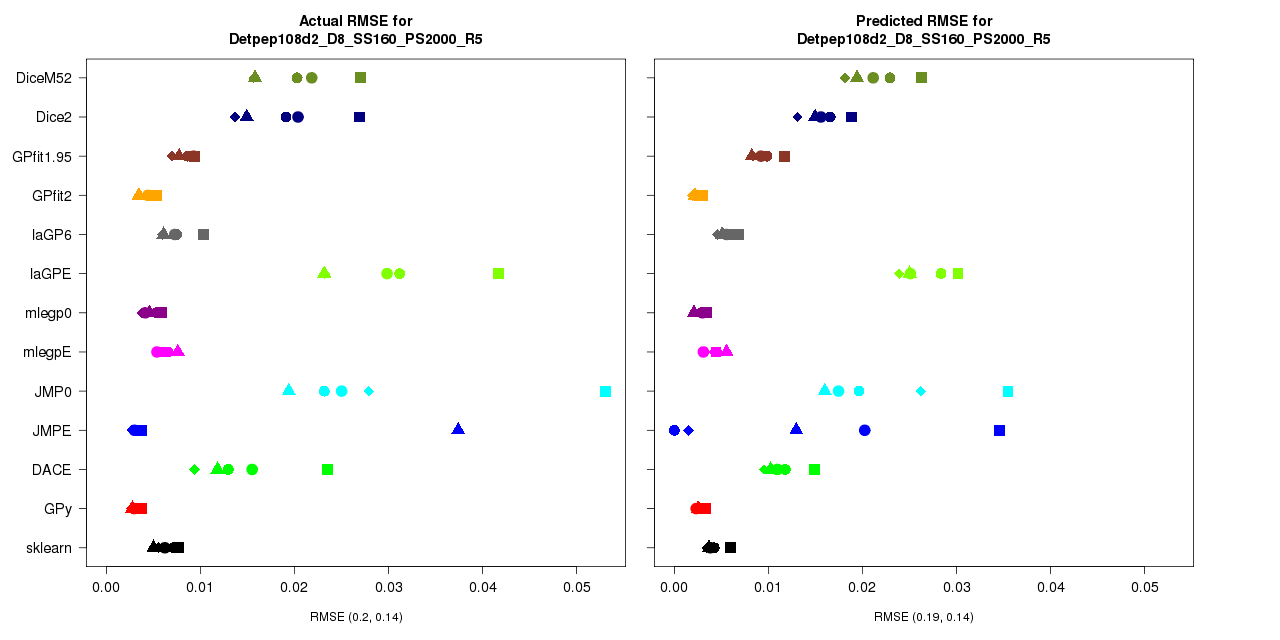 Actual RMSE for
Detpep108d2_D8_SS160_PS2000_R5
Predicted RMSE for
Detpep108d2_D8_SS160_PS2000_R5
DiceM52
Dice2
GPfit1.95
GPfit2
laGP6
laGPE
mlegp0
mlegpE
JMP0
JMPE
DACE
GPy
sklearn
0.00 0.01 0.02 0.03 0.04 0.05
0.00 0.01 0.02 0.03 0.04 0.05
RMSE (0.2, 0.14)
RMSE (0.19, 0.14)